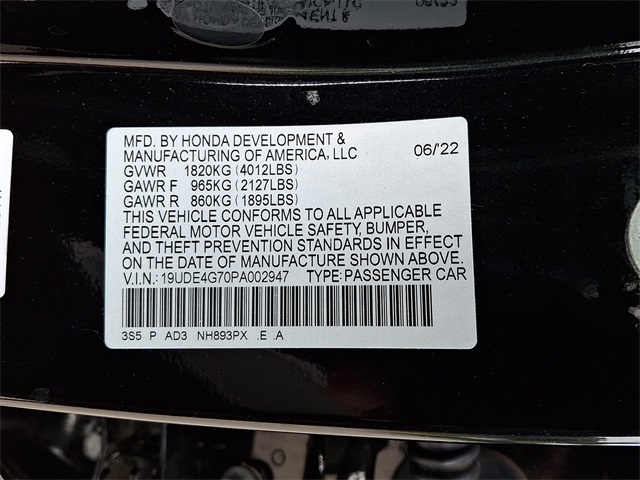 MFD. BY HONDA DEVELOPMENT &
MANUFACTURING OF AMERICA, LLC 06/'22
GVWR 1820KG (4012LBS)
GAWR F 965KG (2127LBS)
GAWR R 860KG (1895LBS)
THIS VEHICLE CONFORMS TO ALL APPLICABLE
FEDERAL MOTOR VEHICLE SAFETY, BUMPER,
AND THEFT PREVENTION STANDARDS IN EFFECT
ON THE DATE OF MANUFACTURE SHOWN ABOVE.
V.I.N.: 19UDE4G70PA002947 TYPE: PASSENGER CAR
3S5 P AD3 NH893PX .E .A